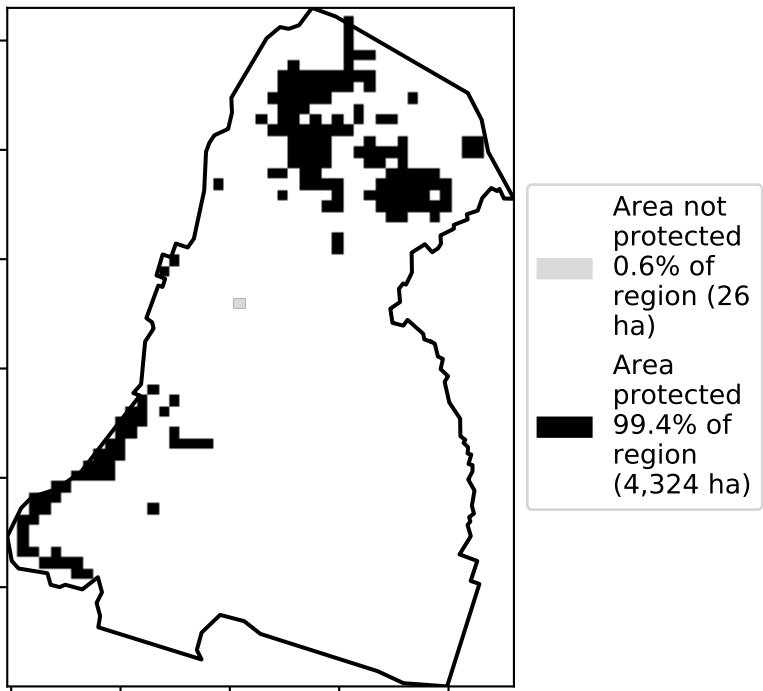 Area not
protected
0.6% of
region (26
ha)
Area
protected
99.4% of
region
(4,324 ha)